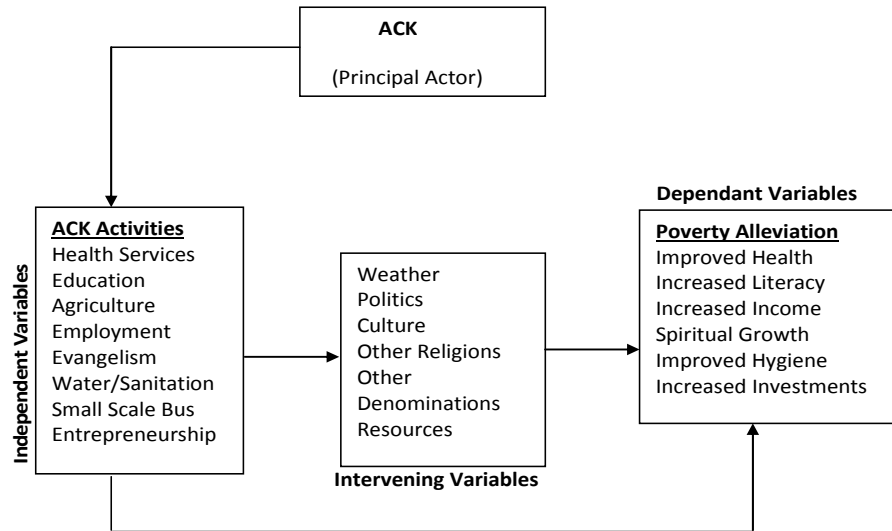 ACK
(Principal Actor)
Independent Variables
ACK Activities
Health Services
Education
Agriculture
Employment
Evangelism
Water/Sanitation
Small Scale Bus
Entrepreneurship
Weather
Politics
Culture
Other Religions
Other
Denominations
Resources
Intervening Variables
Dependant Variables
Poverty Alleviation
Improved Health
Increased Literacy
Increased Income
Spiritual Growth
Improved Hygiene
Increased Investments